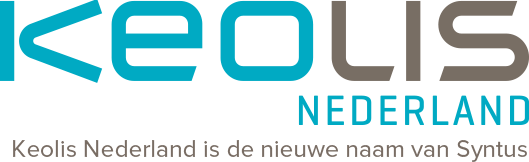 Keolis
NEDERLAND
Keolis Nederland is de nieuwe naam van Syntus